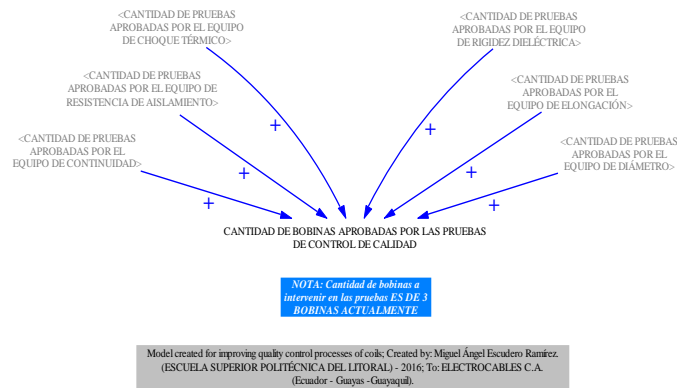 <CANTIDAD DE PRUEBAS
APROBADAS POR EL EQUIPO
DE CHOQUE TÉRMICO>
<CANTIDAD DE PRUEBAS
APROBADAS POR EL EQUIPO
DE RIGIDEZ DIELÉCTRICA>
<CANTIDAD DE PRUEBAS
APROBADAS POR EL EQUIPO DE
RESISTENCIA DE AISLAMIENTO>
<CANTIDAD DE PRUEBAS
APROBADAS POR EL
EQUIPO DE ELONGACIÓN>
<CANTIDAD DE PRUEBAS
APROBADAS POR EL
EQUIPO DE CONTINUIDAD>
<CANTIDAD DE PRUEBAS
APROBADAS POR EL
EQUIPO DE DIÁMETRO>
+
+
+
+
+
+
CANTIDAD DE BOBINAS APROBADAS POR LAS PRUEBAS
DE CONTROL DE CALIDAD
NOTA: Cantidad de bobinas a
intervenir en las pruebas ES DE 3
BOBINAS ACTUALMENTE
Model created for improving quality control processes of coils; Created by: Miguel Ángel Escudero Ramírez.
(ESCUELA SUPERIOR POLITÉCNICA DEL LITORAL) - 2016; To: ELECTROCABLES C.A.
(Ecuador - Guayas -Guayaquil).